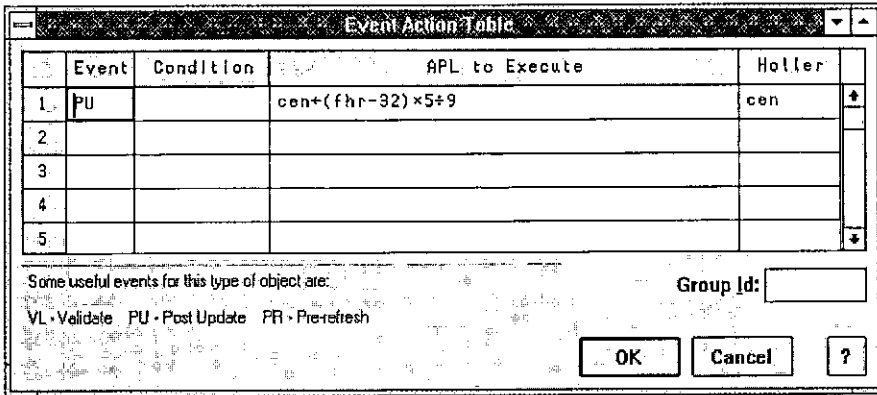 Event Action Table
Event Condition APL to Execute Holler
1 PU cen←(fhr-32)×5÷9 cen
2
3
4
5
Some useful events for this type of object are:
Group Id:
VL - Validate PU - Post Update PR - Pre-refresh
OK Cancel ?